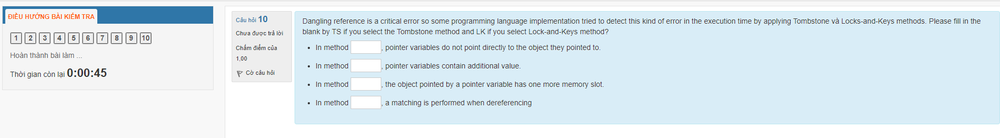 ĐIỀU HƯỚNG BÀI KIỂM TRA
1 2 3 4 5 6 7 8 9 10
Hoàn thành bài làm ...
Thời gian còn lại 0:00:45
Câu hỏi 10
Chưa được trả lời
Chấm điểm của
1,00
Cờ câu hỏi
Dangling reference is a critical error so some programming language implementation tried to detect this kind of error in the execution time by applying Tombstone và Locks-and-Keys methods. Please fill in the
blank by TS if you select the Tombstone method and LK if you select Lock-and-Keys method?
• In method , pointer variables do not point directly to the object they pointed to.
• In method , pointer variables contain additional value.
• In method , the object pointed by a pointer variable has one more memory slot.
• In method , a matching is performed when dereferencing